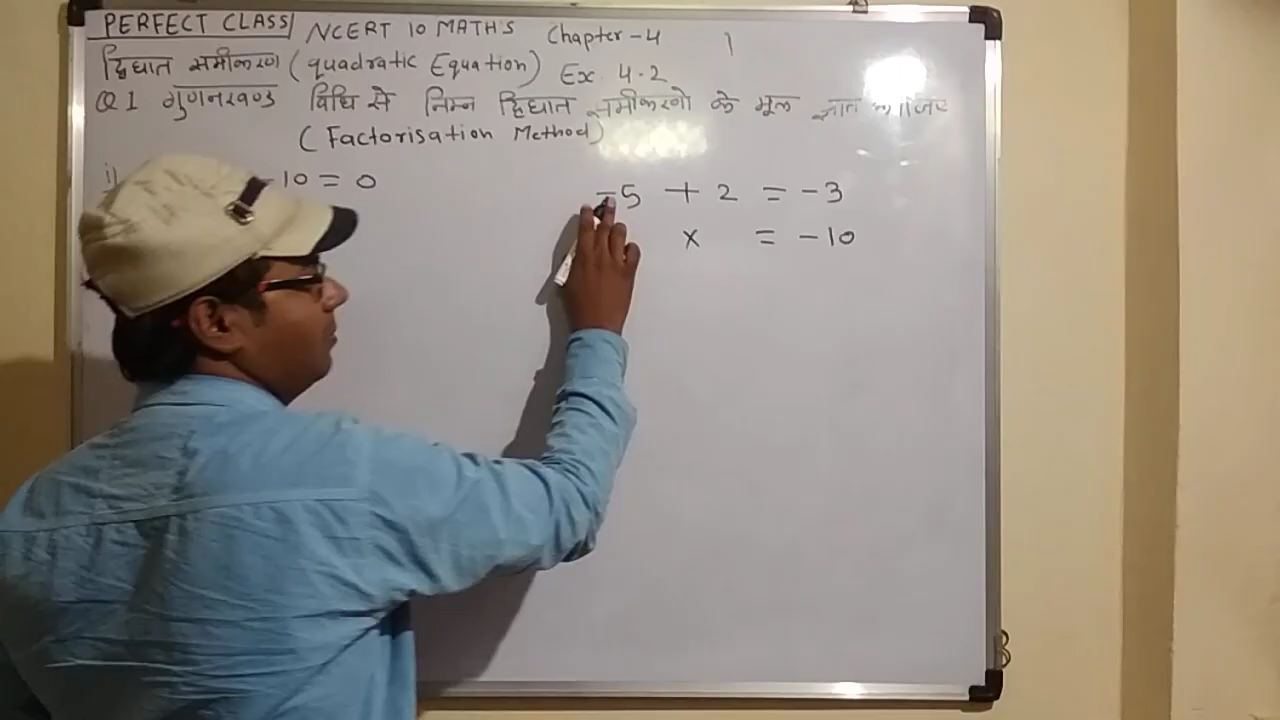 PERFECT CLASS NCERT 10 MATHS Chapter-4 1
द्विघात समीकरण (quadratic Equation) Ex 4.2
Q1 गुणनखण्ड विधि से निम्न द्विघात समीकरणो के मूल ज्ञात
(Factorisation Method)
i) -10 = 0
-5 + 2 = -3
x = -10